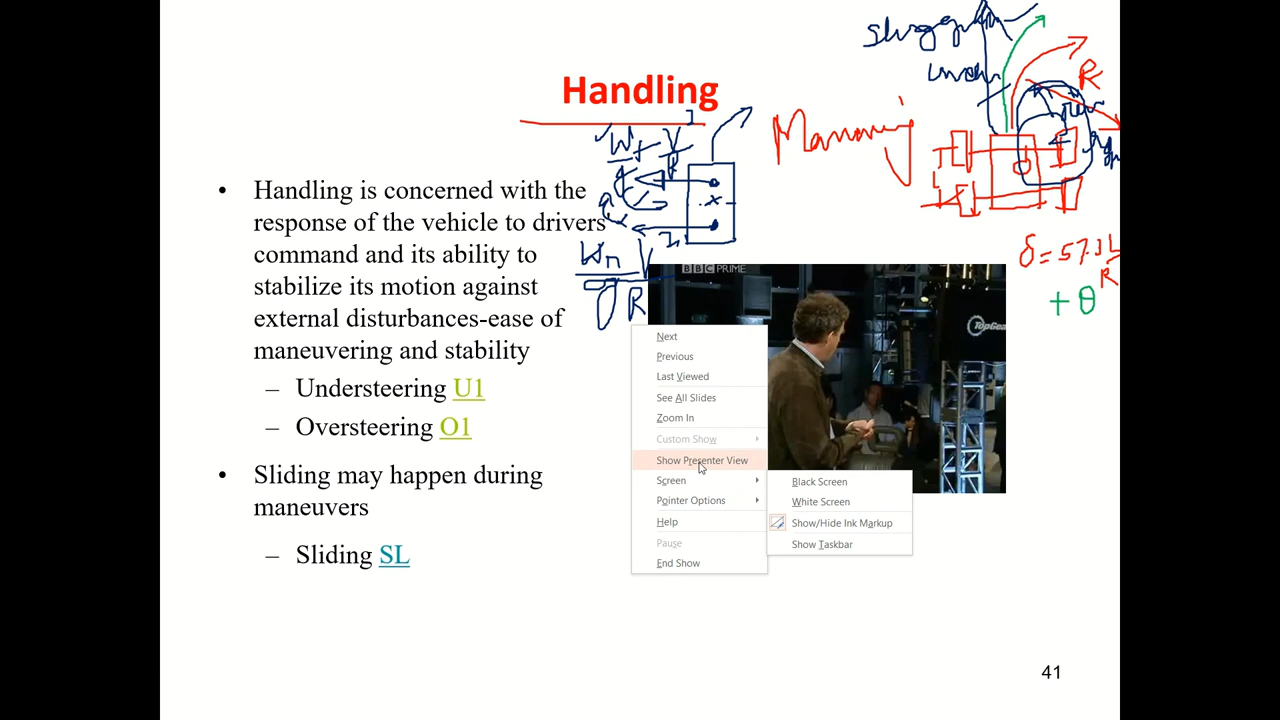 Handling
• Handling is concerned with the
response of the vehicle to drivers
command and its ability to
stabilize its motion against
external disturbances-ease of
maneuvering and stability
– Understeering U1
– Oversteering O1
• Sliding may happen during
maneuvers
– Sliding SL
BBC PRIME
TopGea
Next
Previous
Last Viewed
See All Slides
Zoom In
Custom Show
Show Presenter View
Screen
Pointer Options
Help
Pause
End Show
Black Screen
White Screen
Show/Hide Ink Markup
Show Taskbar
R
δ = 57.3 L
R
+ θ
41